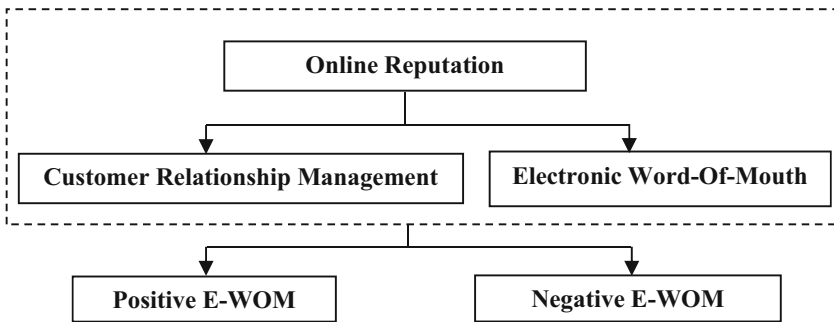 Online Reputation
Customer Relationship Management
Electronic Word-Of-Mouth
Positive E-WOM
Negative E-WOM